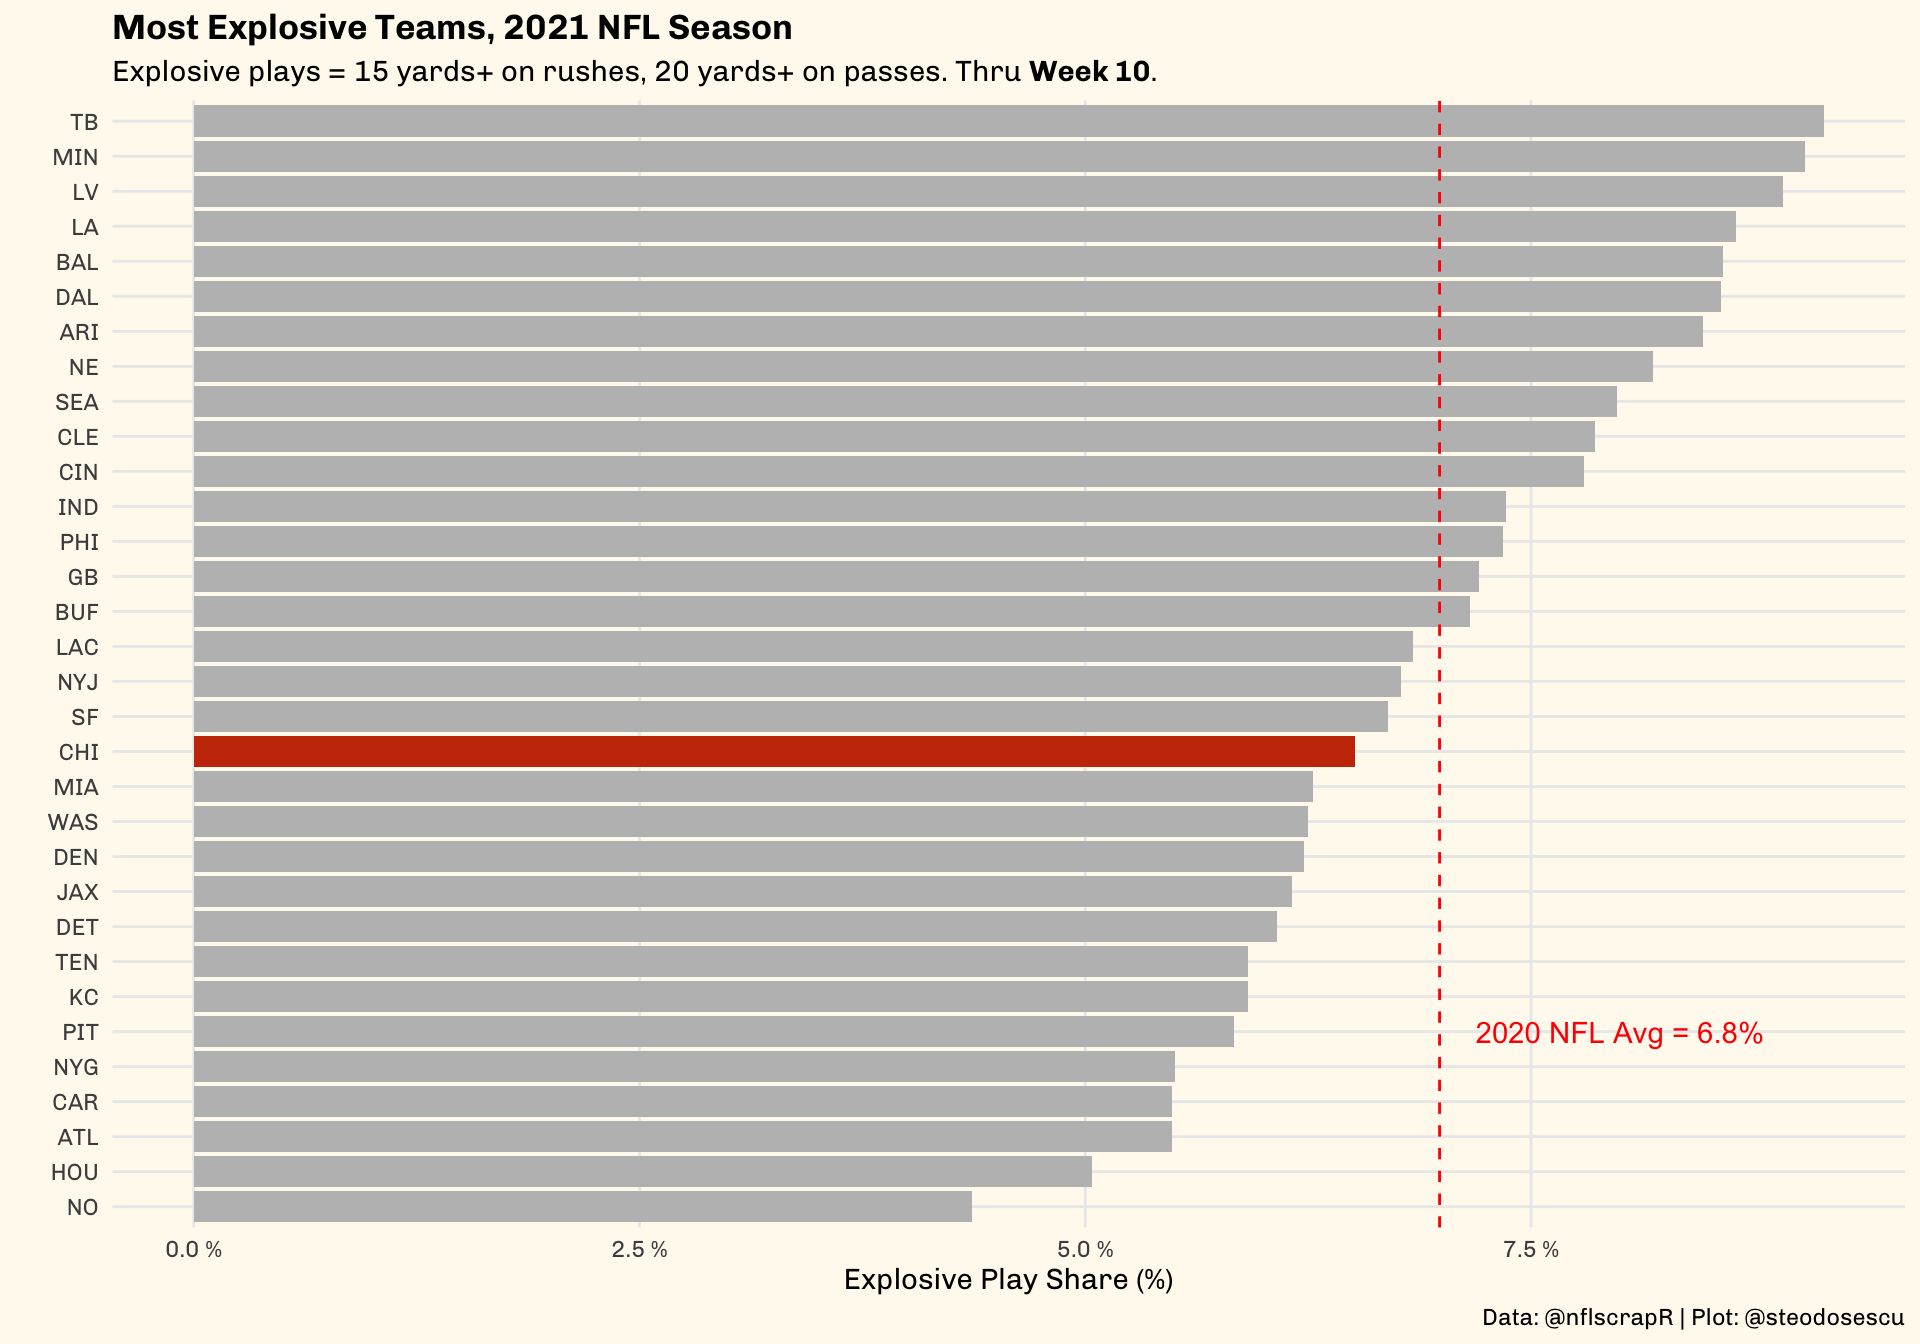 Most Explosive Teams, 2021 NFL Season
Explosive plays = 15 yards+ on rushes, 20 yards+ on passes. Thru Week 10.
TB
MIN
LV
LA
BAL
DAL
ARI
NE
SEA
CLE
CIN
IND
PHI
GB
BUF
LAC
NYJ
SF
CHI
MIA
WAS
DEN
JAX
DET
TEN
KC
PIT
2020 NFL Avg = 6.8%
NYG
CAR
ATL
HOU
NO
0.0 % 2.5 % 5.0 % 7.5 %
Explosive Play Share (%)
Data: @nflscrapR | Plot: @steodosescu